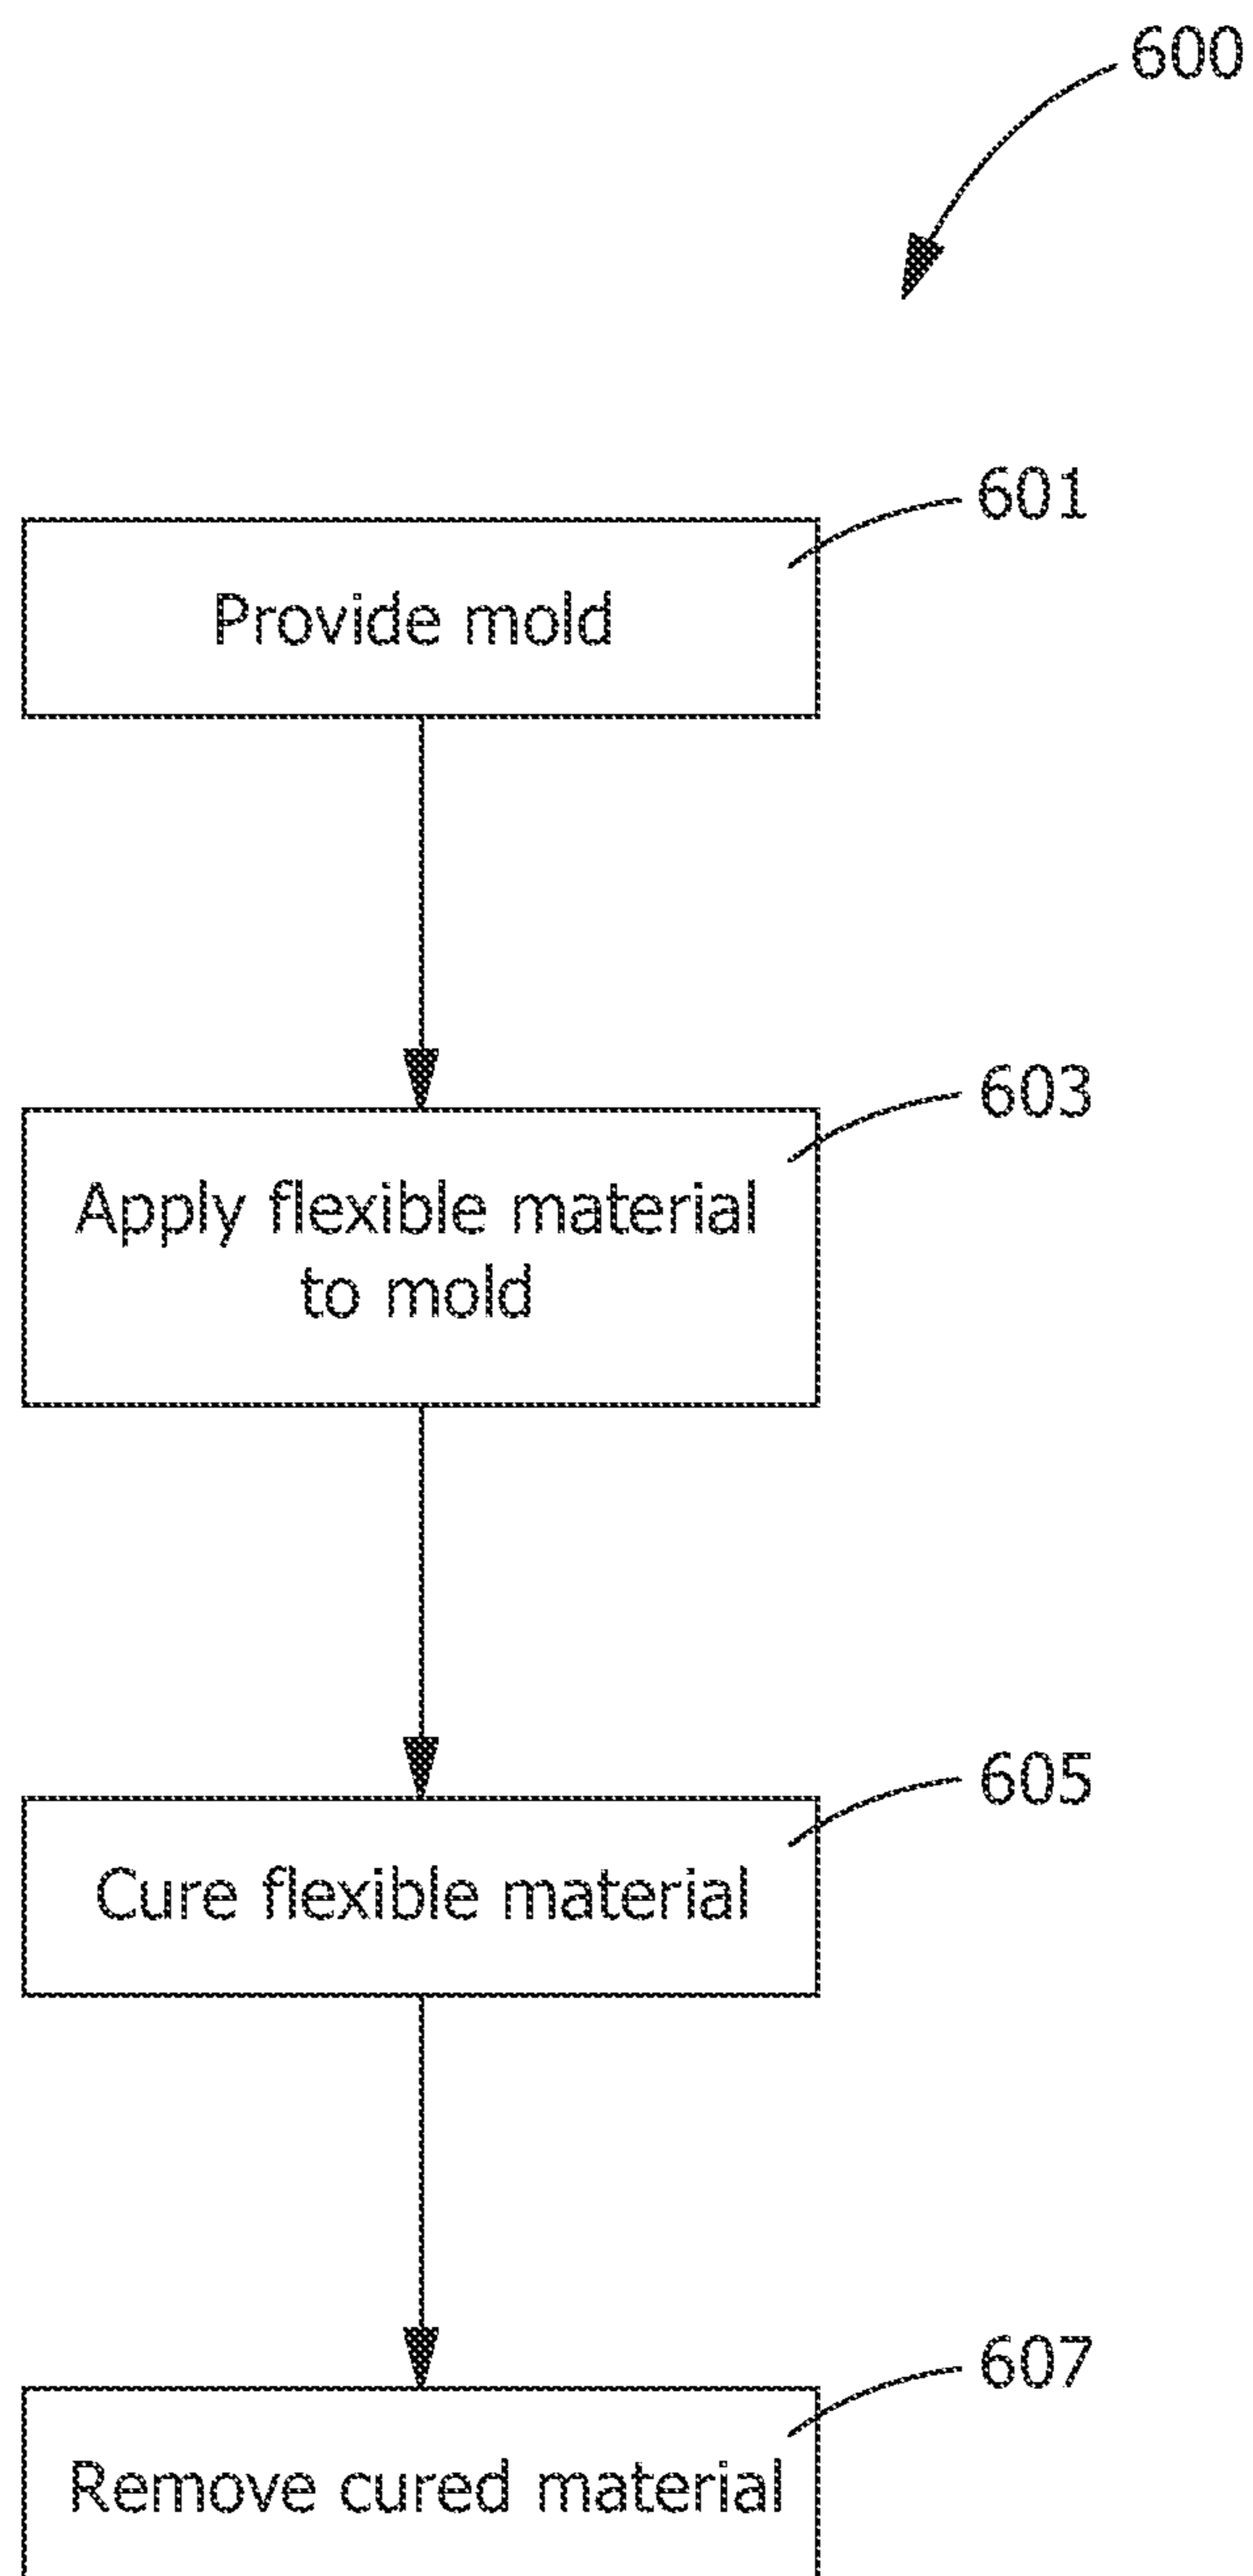 600
601
Provide mold
603
Apply flexible material
to mold
605
Cure flexible material
607
Remove cured material